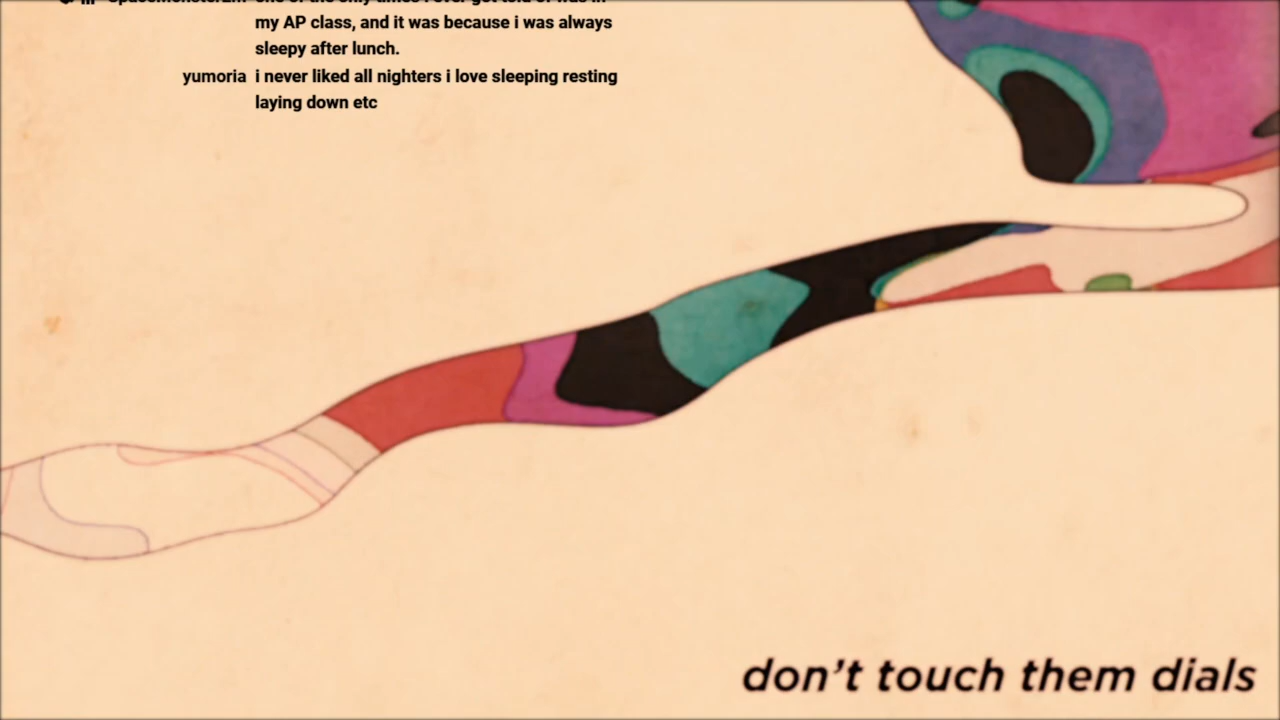 my AP class, and it was because i was always
sleepy after lunch.
yumoria i never liked all nighters i love sleeping resting
laying down etc
don't touch them dials